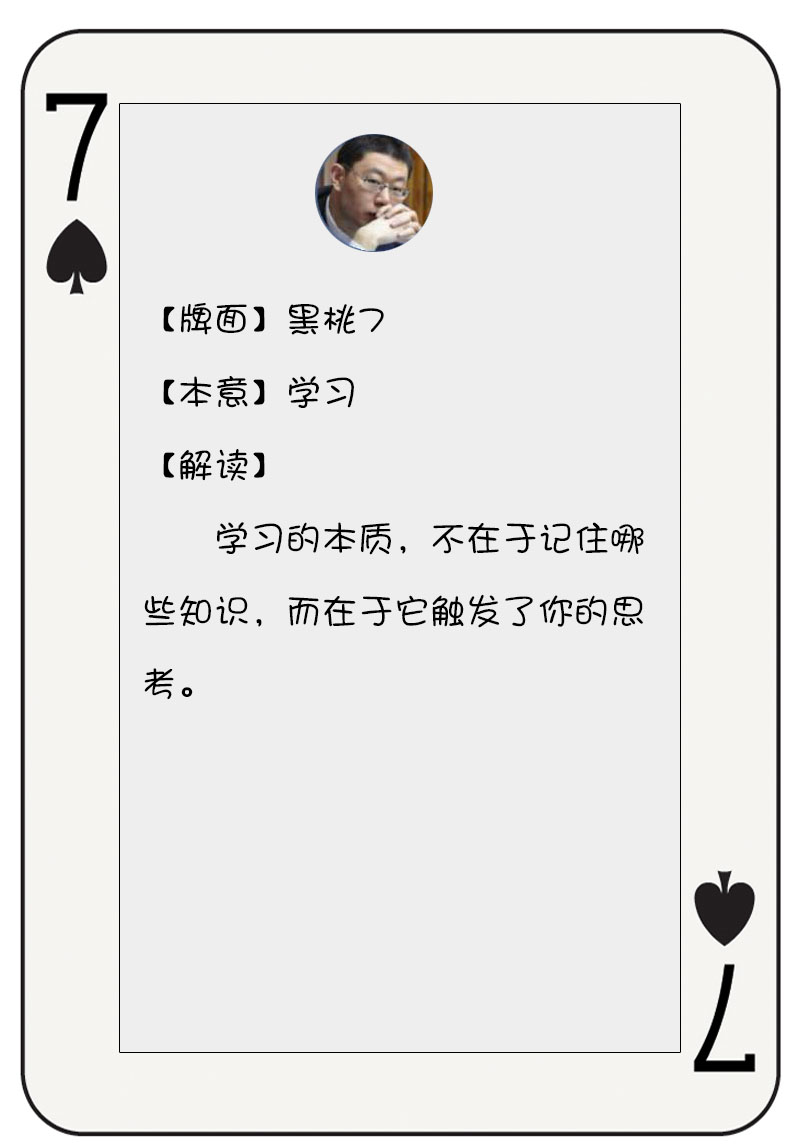 7
【牌面】黑桃7
【本意】学习
【解读】
学习的本质，不在于记住哪
些知识，而在于它触发了你的思
考。
7